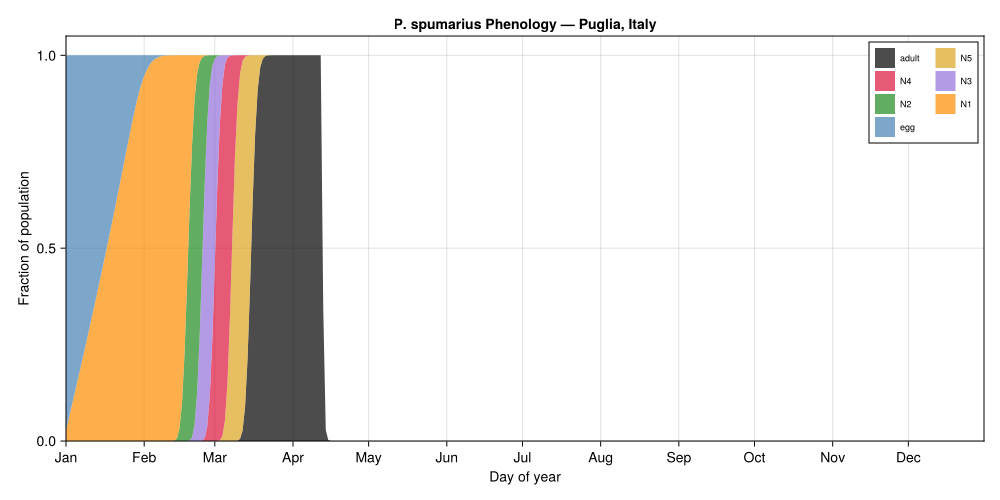 P. spumarius Phenology — Puglia, Italy
Fraction of population
1.0
0.5
0.0
adult
N5
N4
N3
N2
N1
egg
Jan Feb Mar Apr May Jun Jul Aug Sep Oct Nov Dec
Day of year